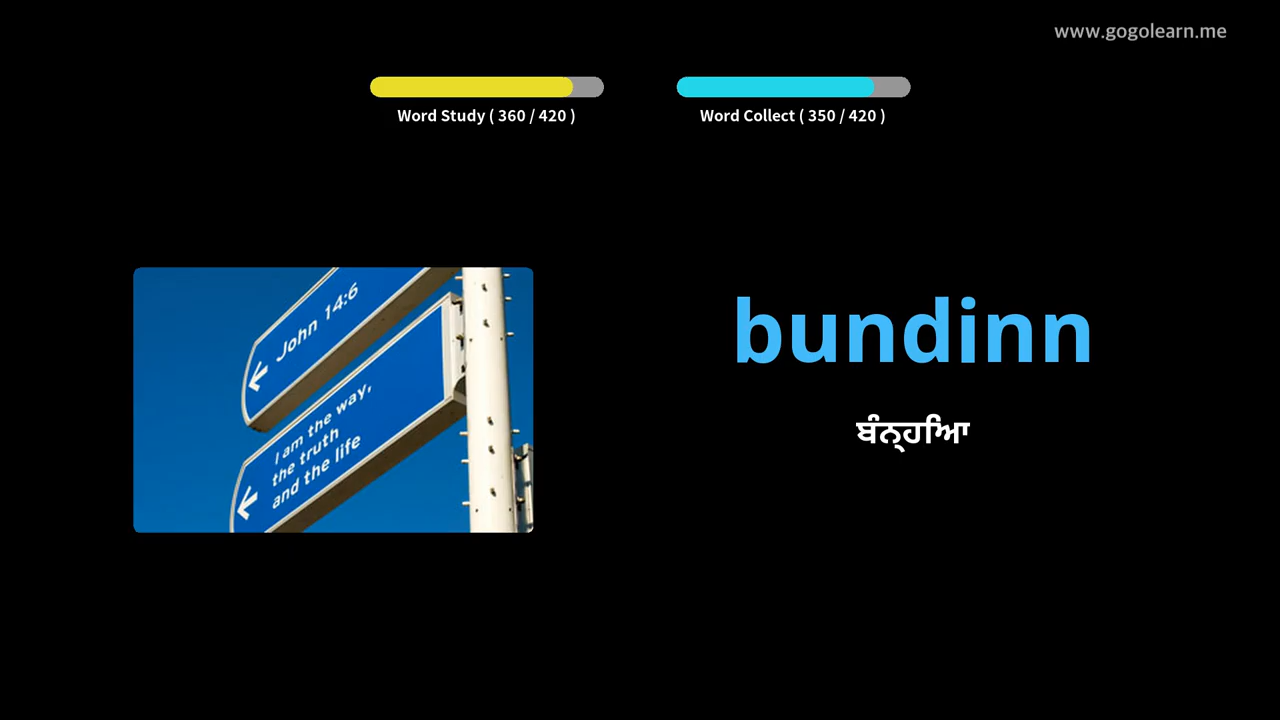 www.gogolearn.me
Word Study ( 360 / 420 )
Word Collect ( 350 / 420 )
John 14:6
I am the way,
the truth
and the life
bundinn
ਬੰਨ੍ਹਿਆ